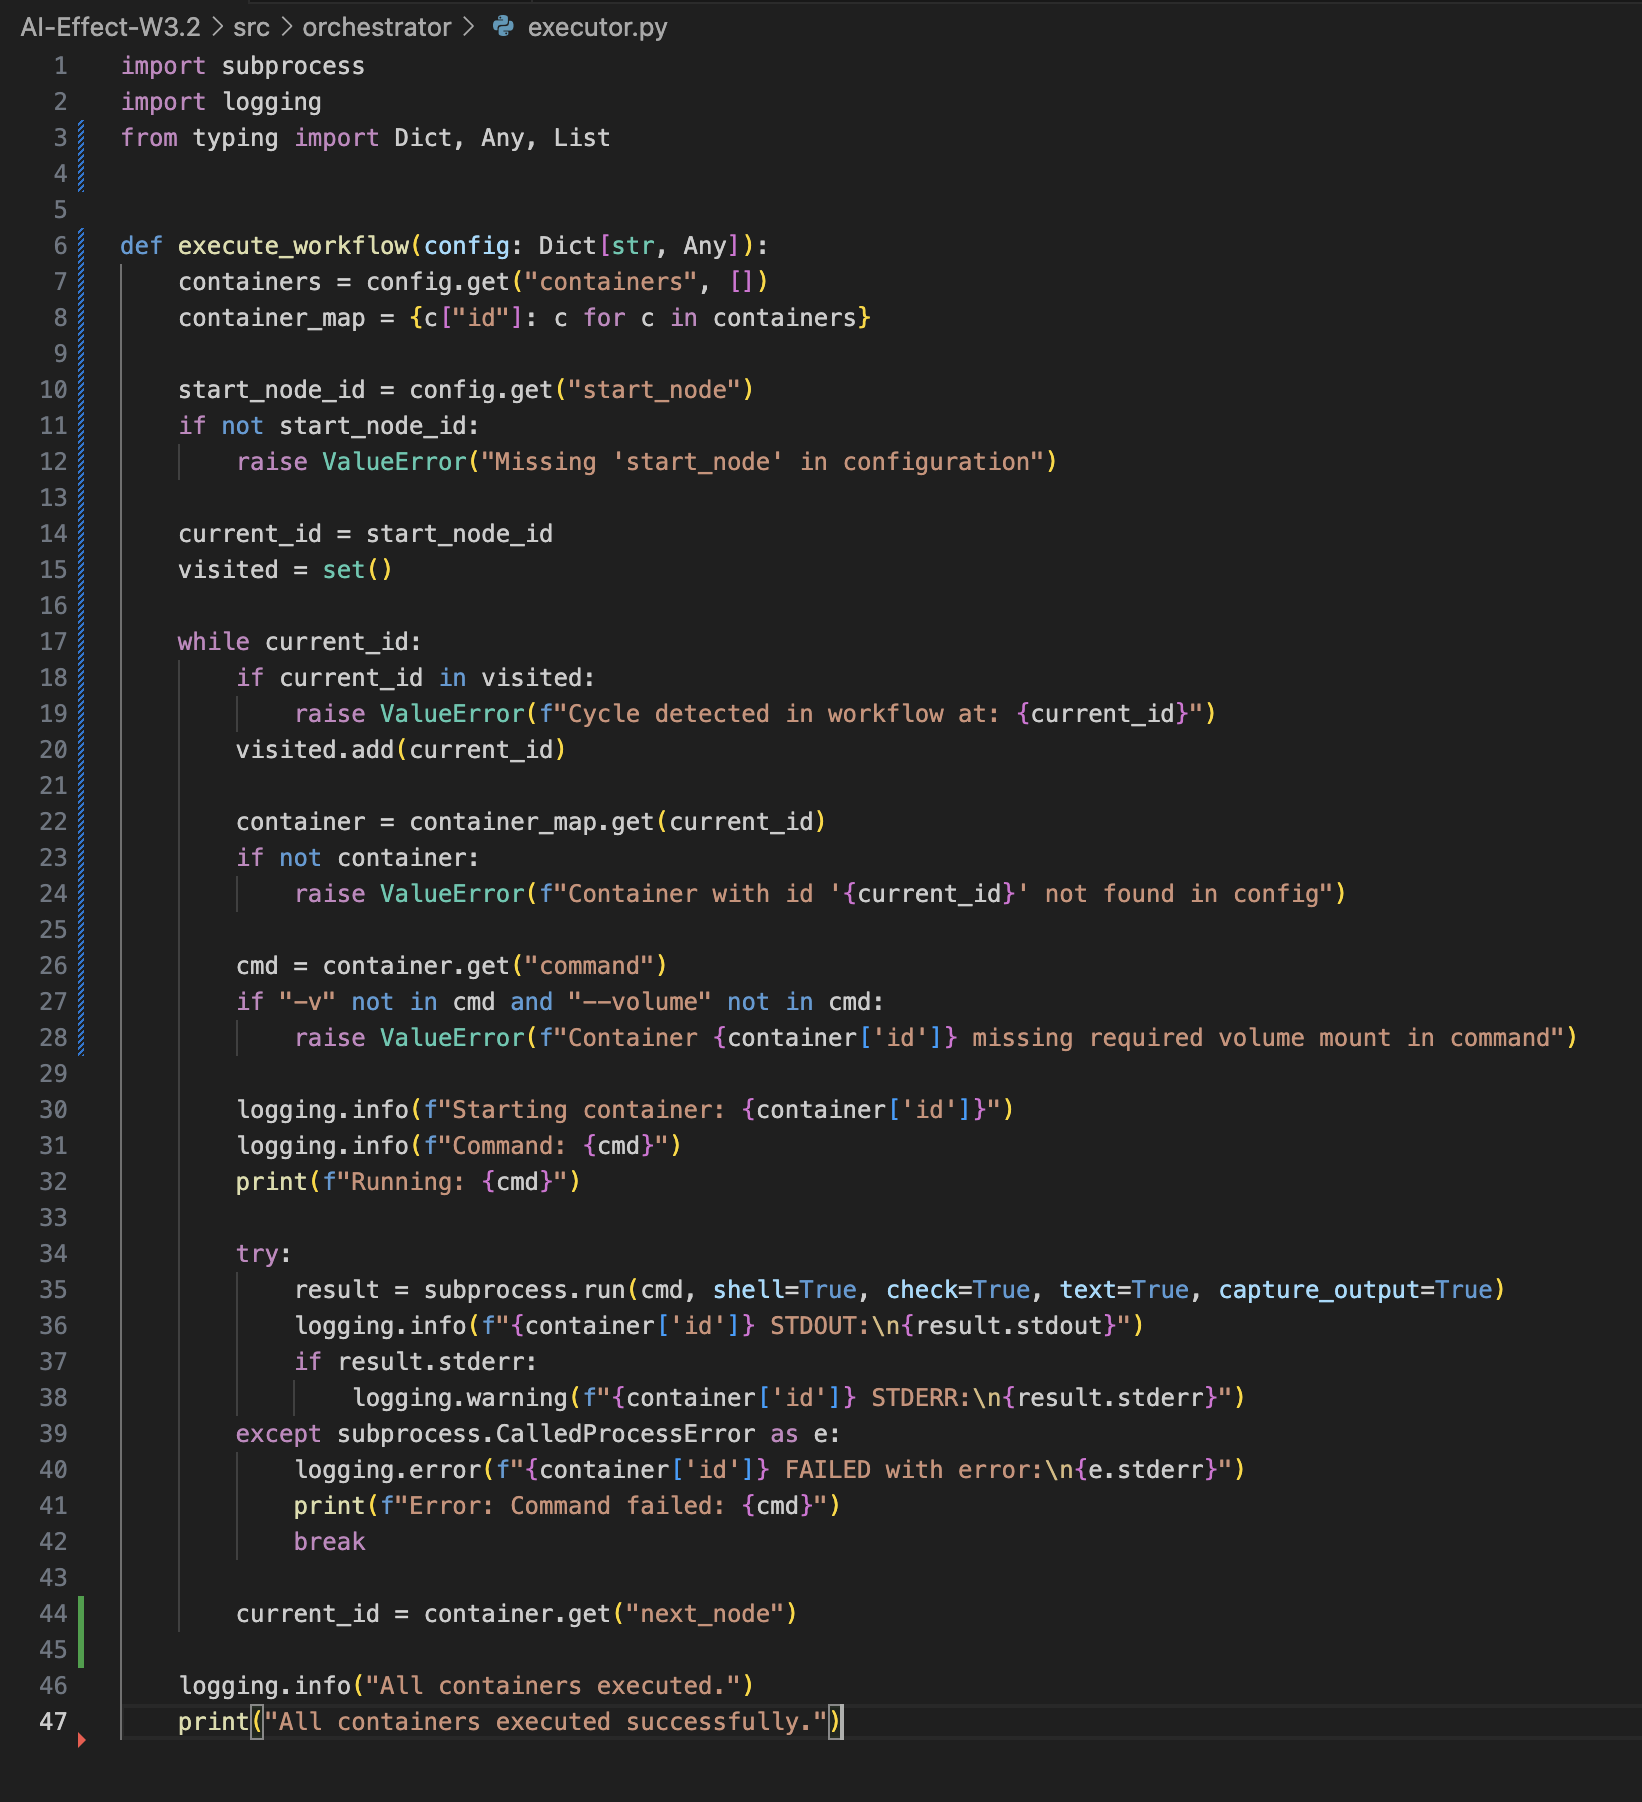 AI-Effect-W3.2 > src > orchestrator > executor.py
1 import subprocess
2 import logging
3 from typing import Dict, Any, List
4
5
6 def execute_workflow(config: Dict[str, Any]):
7     containers = config.get("containers", [])
8     container_map = {c["id"]: c for c in containers}
9
10     start_node_id = config.get("start_node")
11     if not start_node_id:
12         raise ValueError("Missing 'start_node' in configuration")
13
14     current_id = start_node_id
15     visited = set()
16
17     while current_id:
18         if current_id in visited:
19             raise ValueError(f"Cycle detected in workflow at: {current_id}")
20         visited.add(current_id)
21
22         container = container_map.get(current_id)
23         if not container:
24             raise ValueError(f"Container with id '{current_id}' not found in config")
25
26         cmd = container.get("command")
27         if "-v" not in cmd and "--volume" not in cmd:
28             raise ValueError(f"Container {container['id']} missing required volume mount in command")
29
30         logging.info(f"Starting container: {container['id']}")
31         logging.info(f"Command: {cmd}")
32         print(f"Running: {cmd}")
33
34         try:
35             result = subprocess.run(cmd, shell=True, check=True, text=True, capture_output=True)
36             logging.info(f"{container['id']} STDOUT:\n{result.stdout}")
37             if result.stderr:
38                 logging.warning(f"{container['id']} STDERR:\n{result.stderr}")
39         except subprocess.CalledProcessError as e:
40             logging.error(f"{container['id']} FAILED with error:\n{e.stderr}")
41             print(f"Error: Command failed: {cmd}")
42             break
43
44         current_id = container.get("next_node")
45
46     logging.info("All containers executed.")
47     print("All containers executed successfully.")